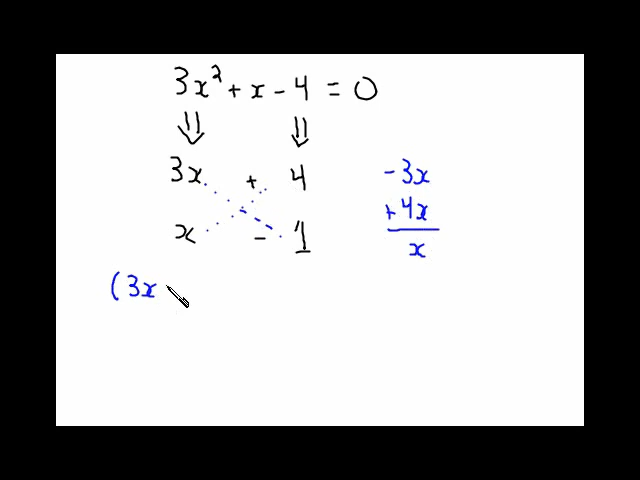 3x² + x - 4 = 0
⇓ ⇓
3x + 4
x - 1
-3x
+4x
x
(3x